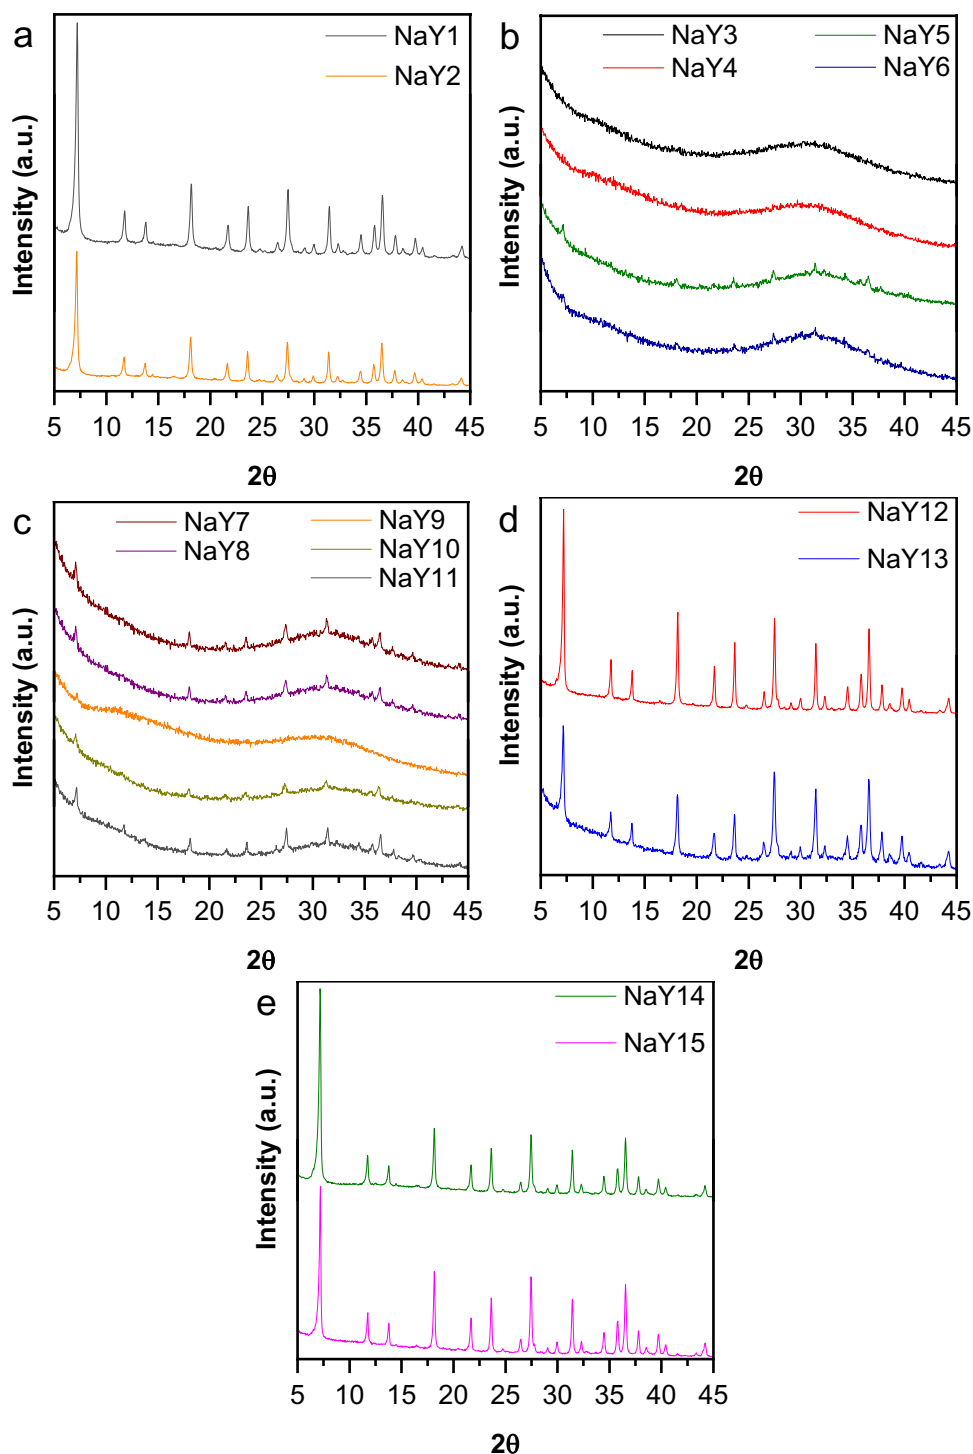 a
NaY1
NaY2
Intensity (a.u.)
5 10 15 20 25 30 35 40 45
2θ
b
NaY3 NaY5
NaY4 NaY6
Intensity (a.u.)
5 10 15 20 25 30 35 40 45
2θ
c
NaY7 NaY9
NaY8 NaY10
NaY11
Intensity (a.u.)
5 10 15 20 25 30 35 40 45
2θ
d
NaY12
NaY13
Intensity (a.u.)
5 10 15 20 25 30 35 40 45
2θ
e
NaY14
NaY15
Intensity (a.u.)
5 10 15 20 25 30 35 40 45
2θ